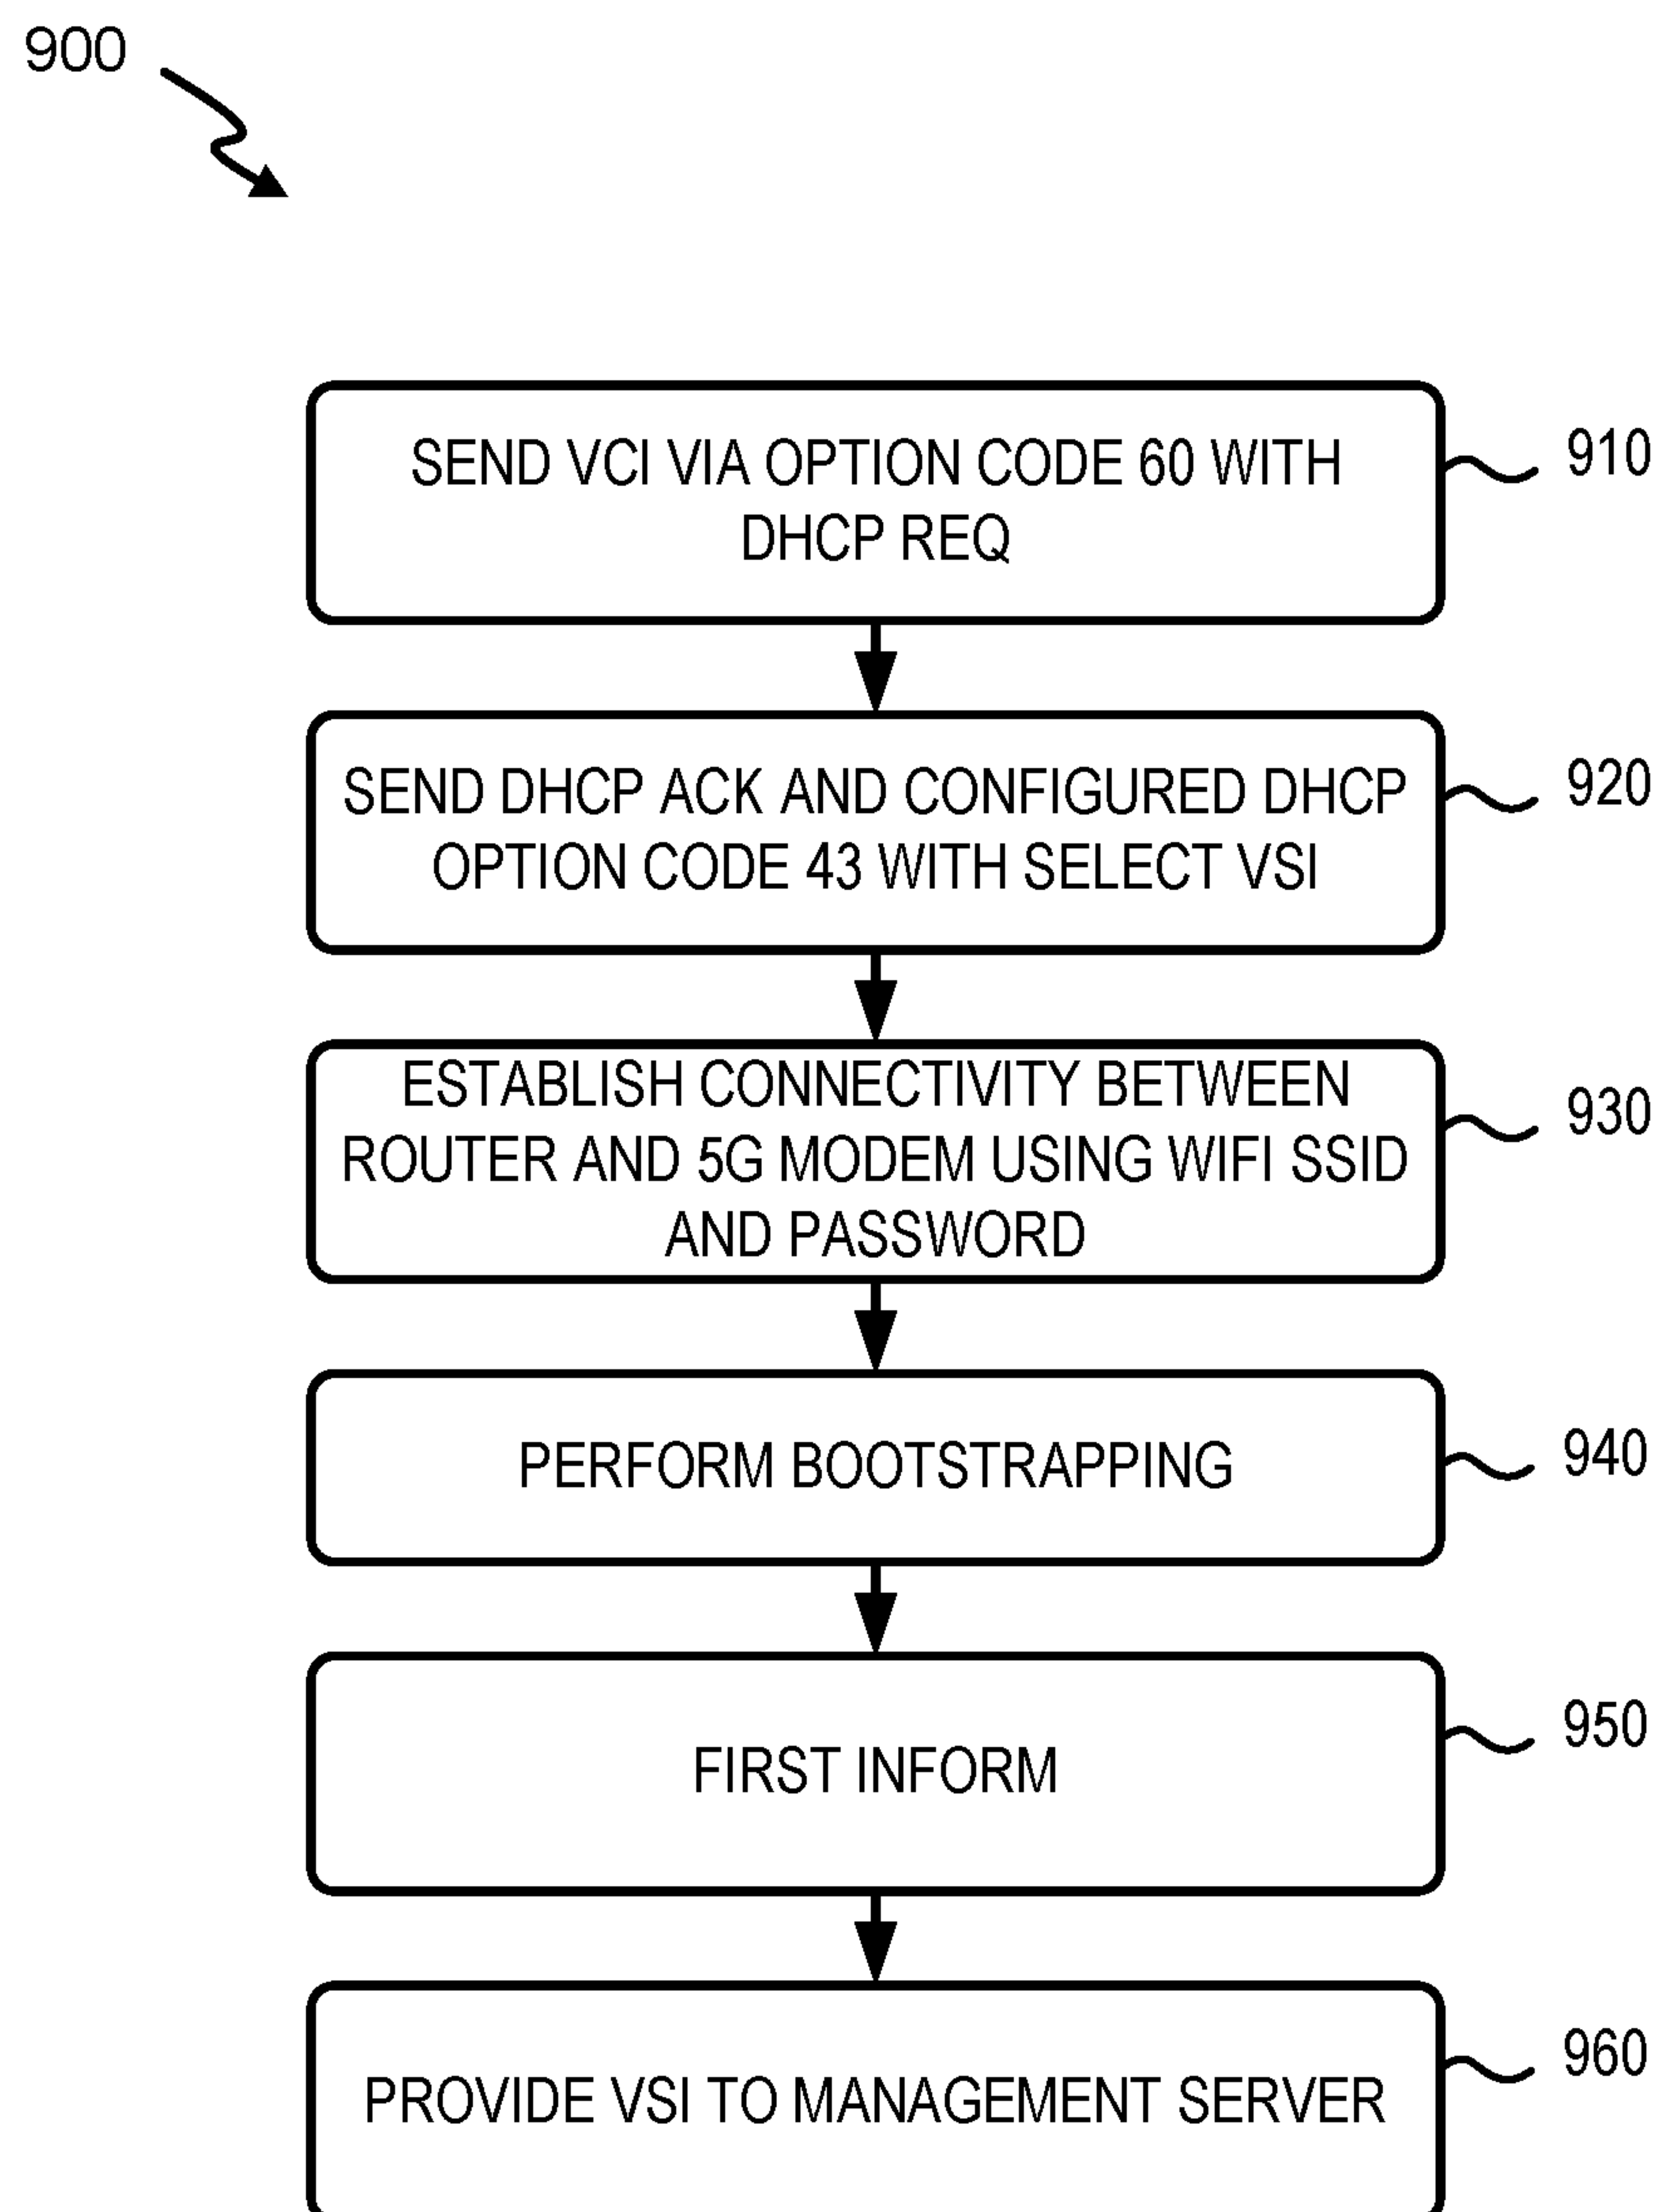 900
SEND VCI VIA OPTION CODE 60 WITH
DHCP REQ
910
SEND DHCP ACK AND CONFIGURED DHCP
OPTION CODE 43 WITH SELECT VSI
920
ESTABLISH CONNECTIVITY BETWEEN
ROUTER AND 5G MODEM USING WIFI SSID
AND PASSWORD
930
PERFORM BOOTSTRAPPING
940
FIRST INFORM
950
PROVIDE VSI TO MANAGEMENT SERVER
960